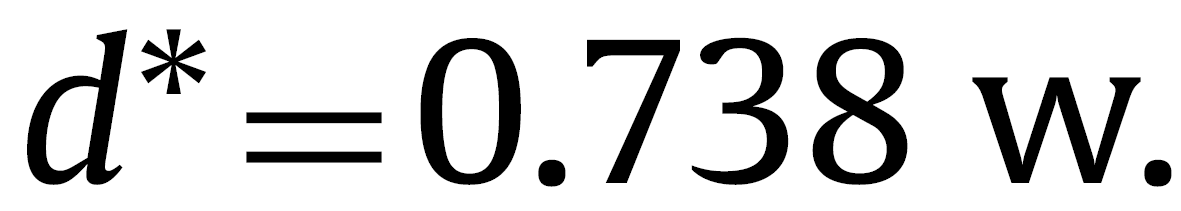 d* = 0.738 w.